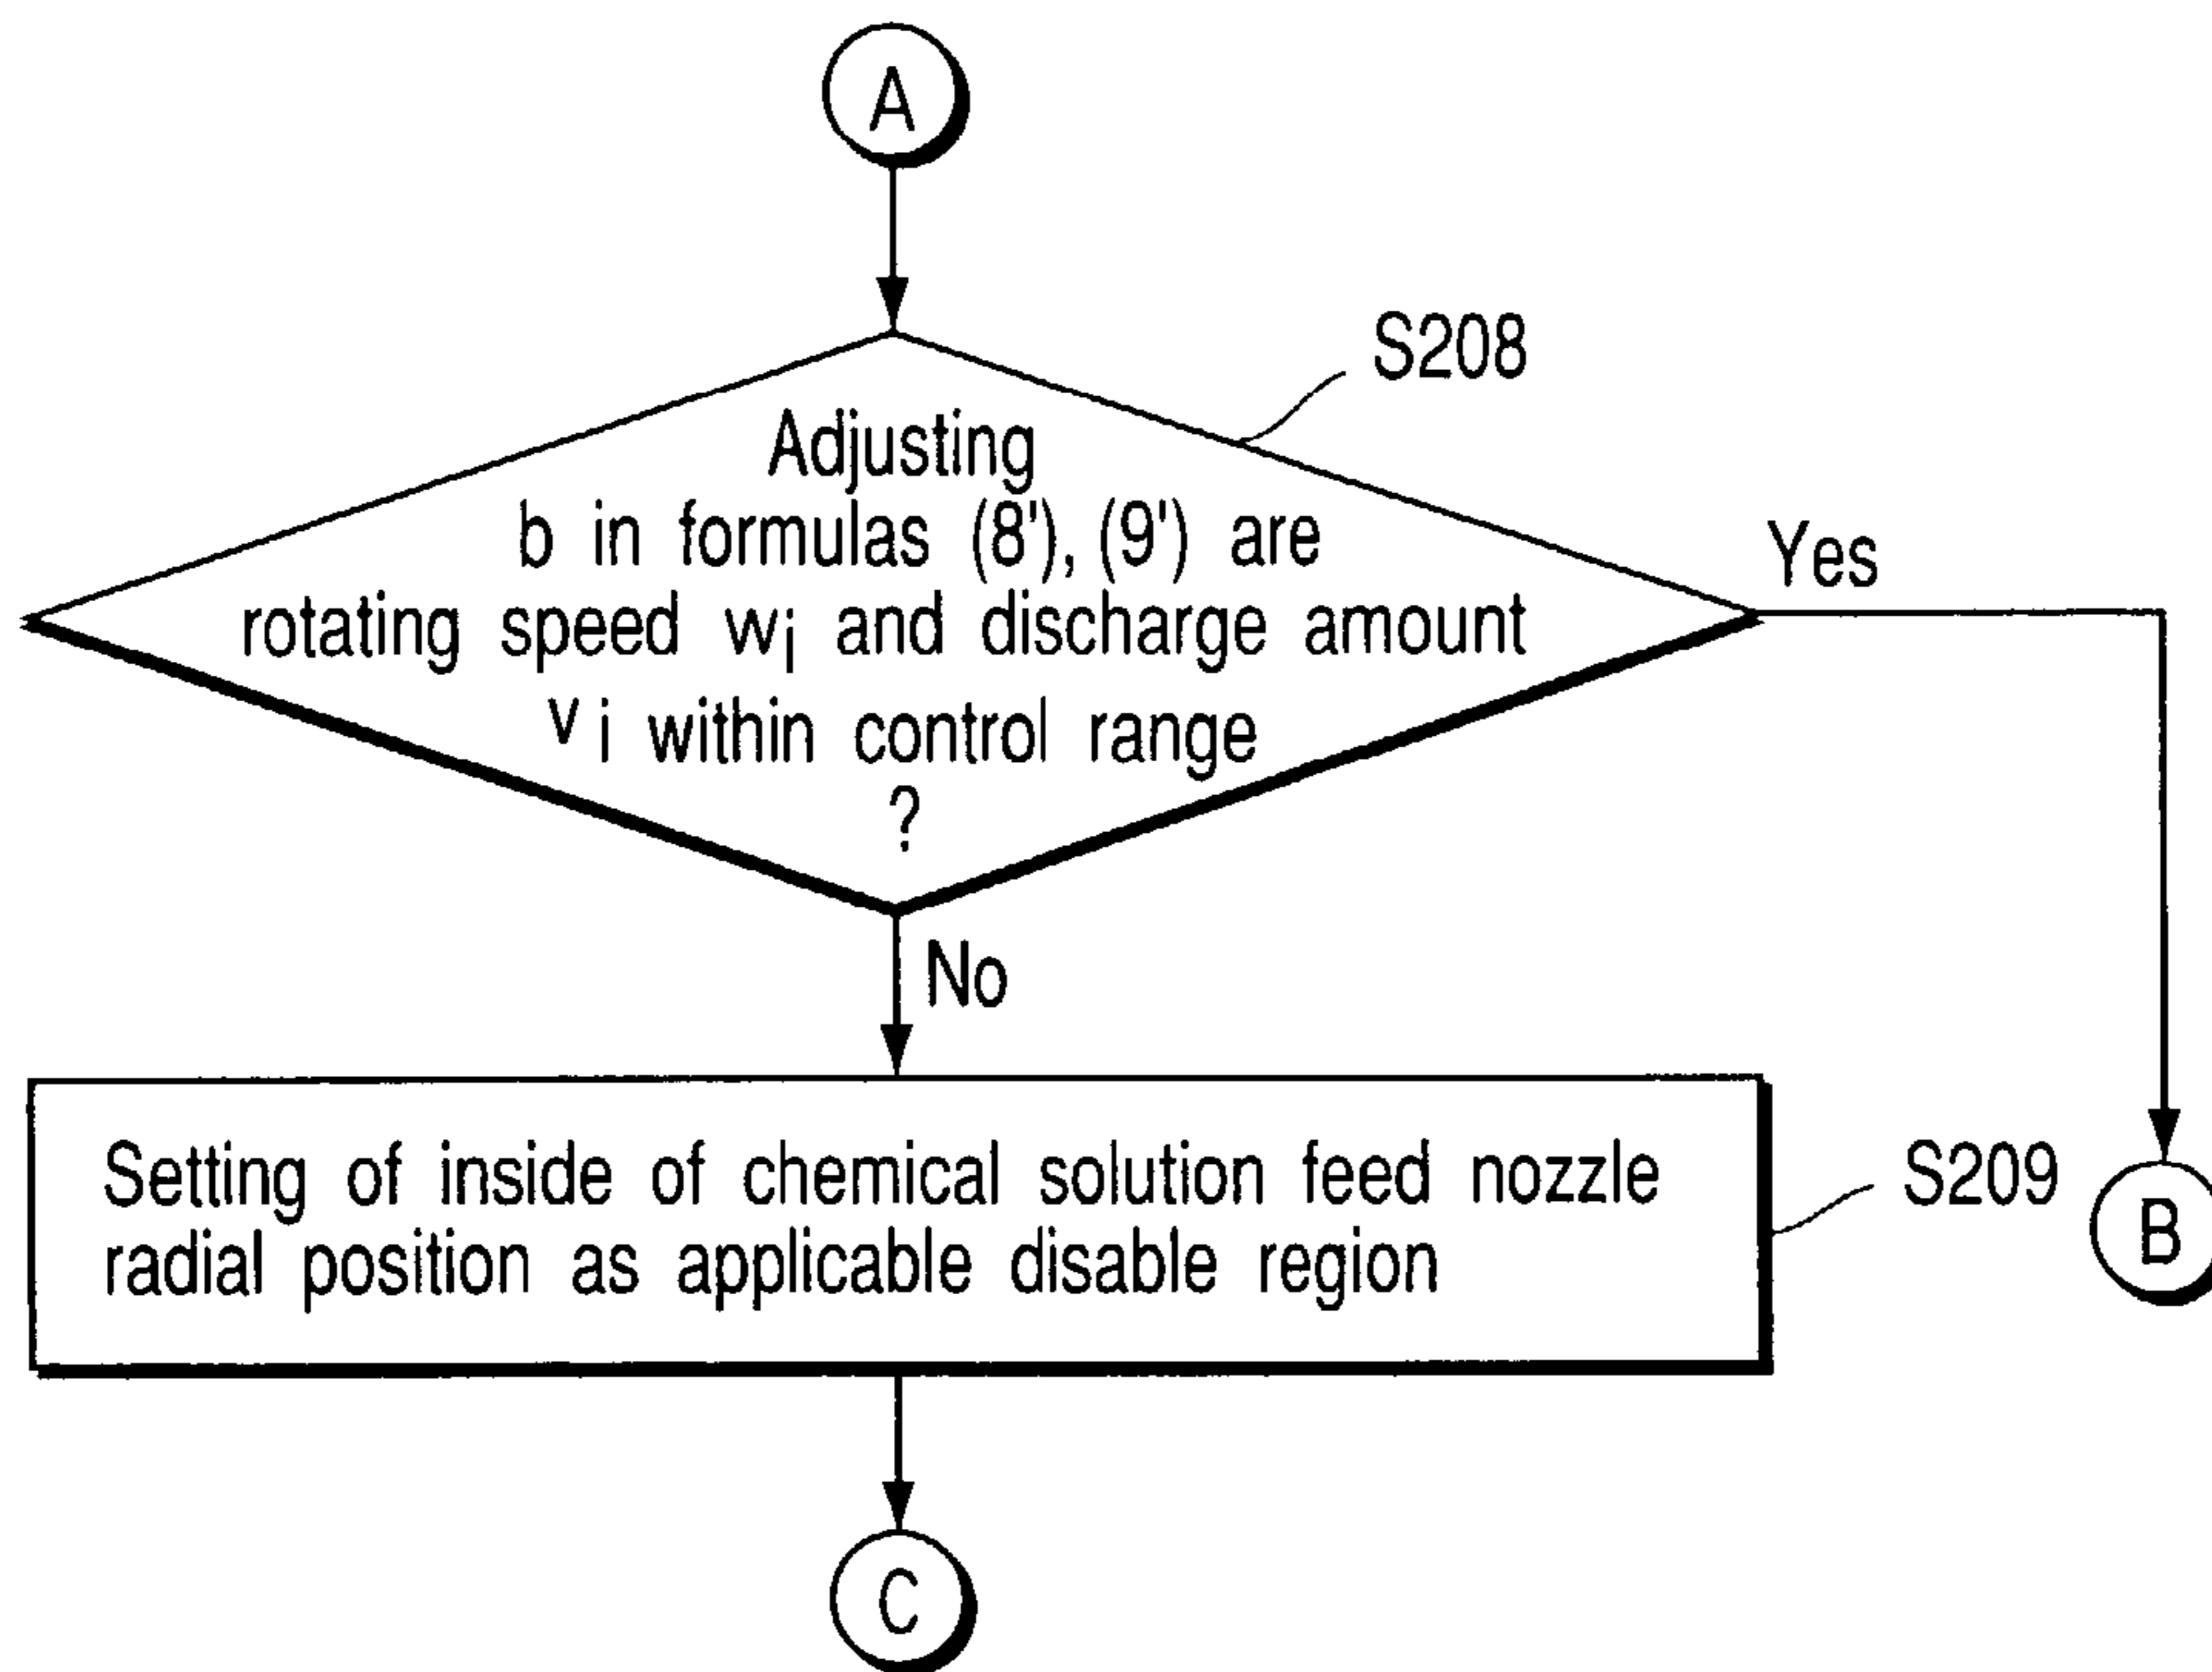 A
S208
Adjusting
b in formulas (8'), (9') are
rotating speed wi and discharge amount
vi within control range
?
Yes
No
Setting of inside of chemical solution feed nozzle
radial position as applicable disable region
S209
B
C